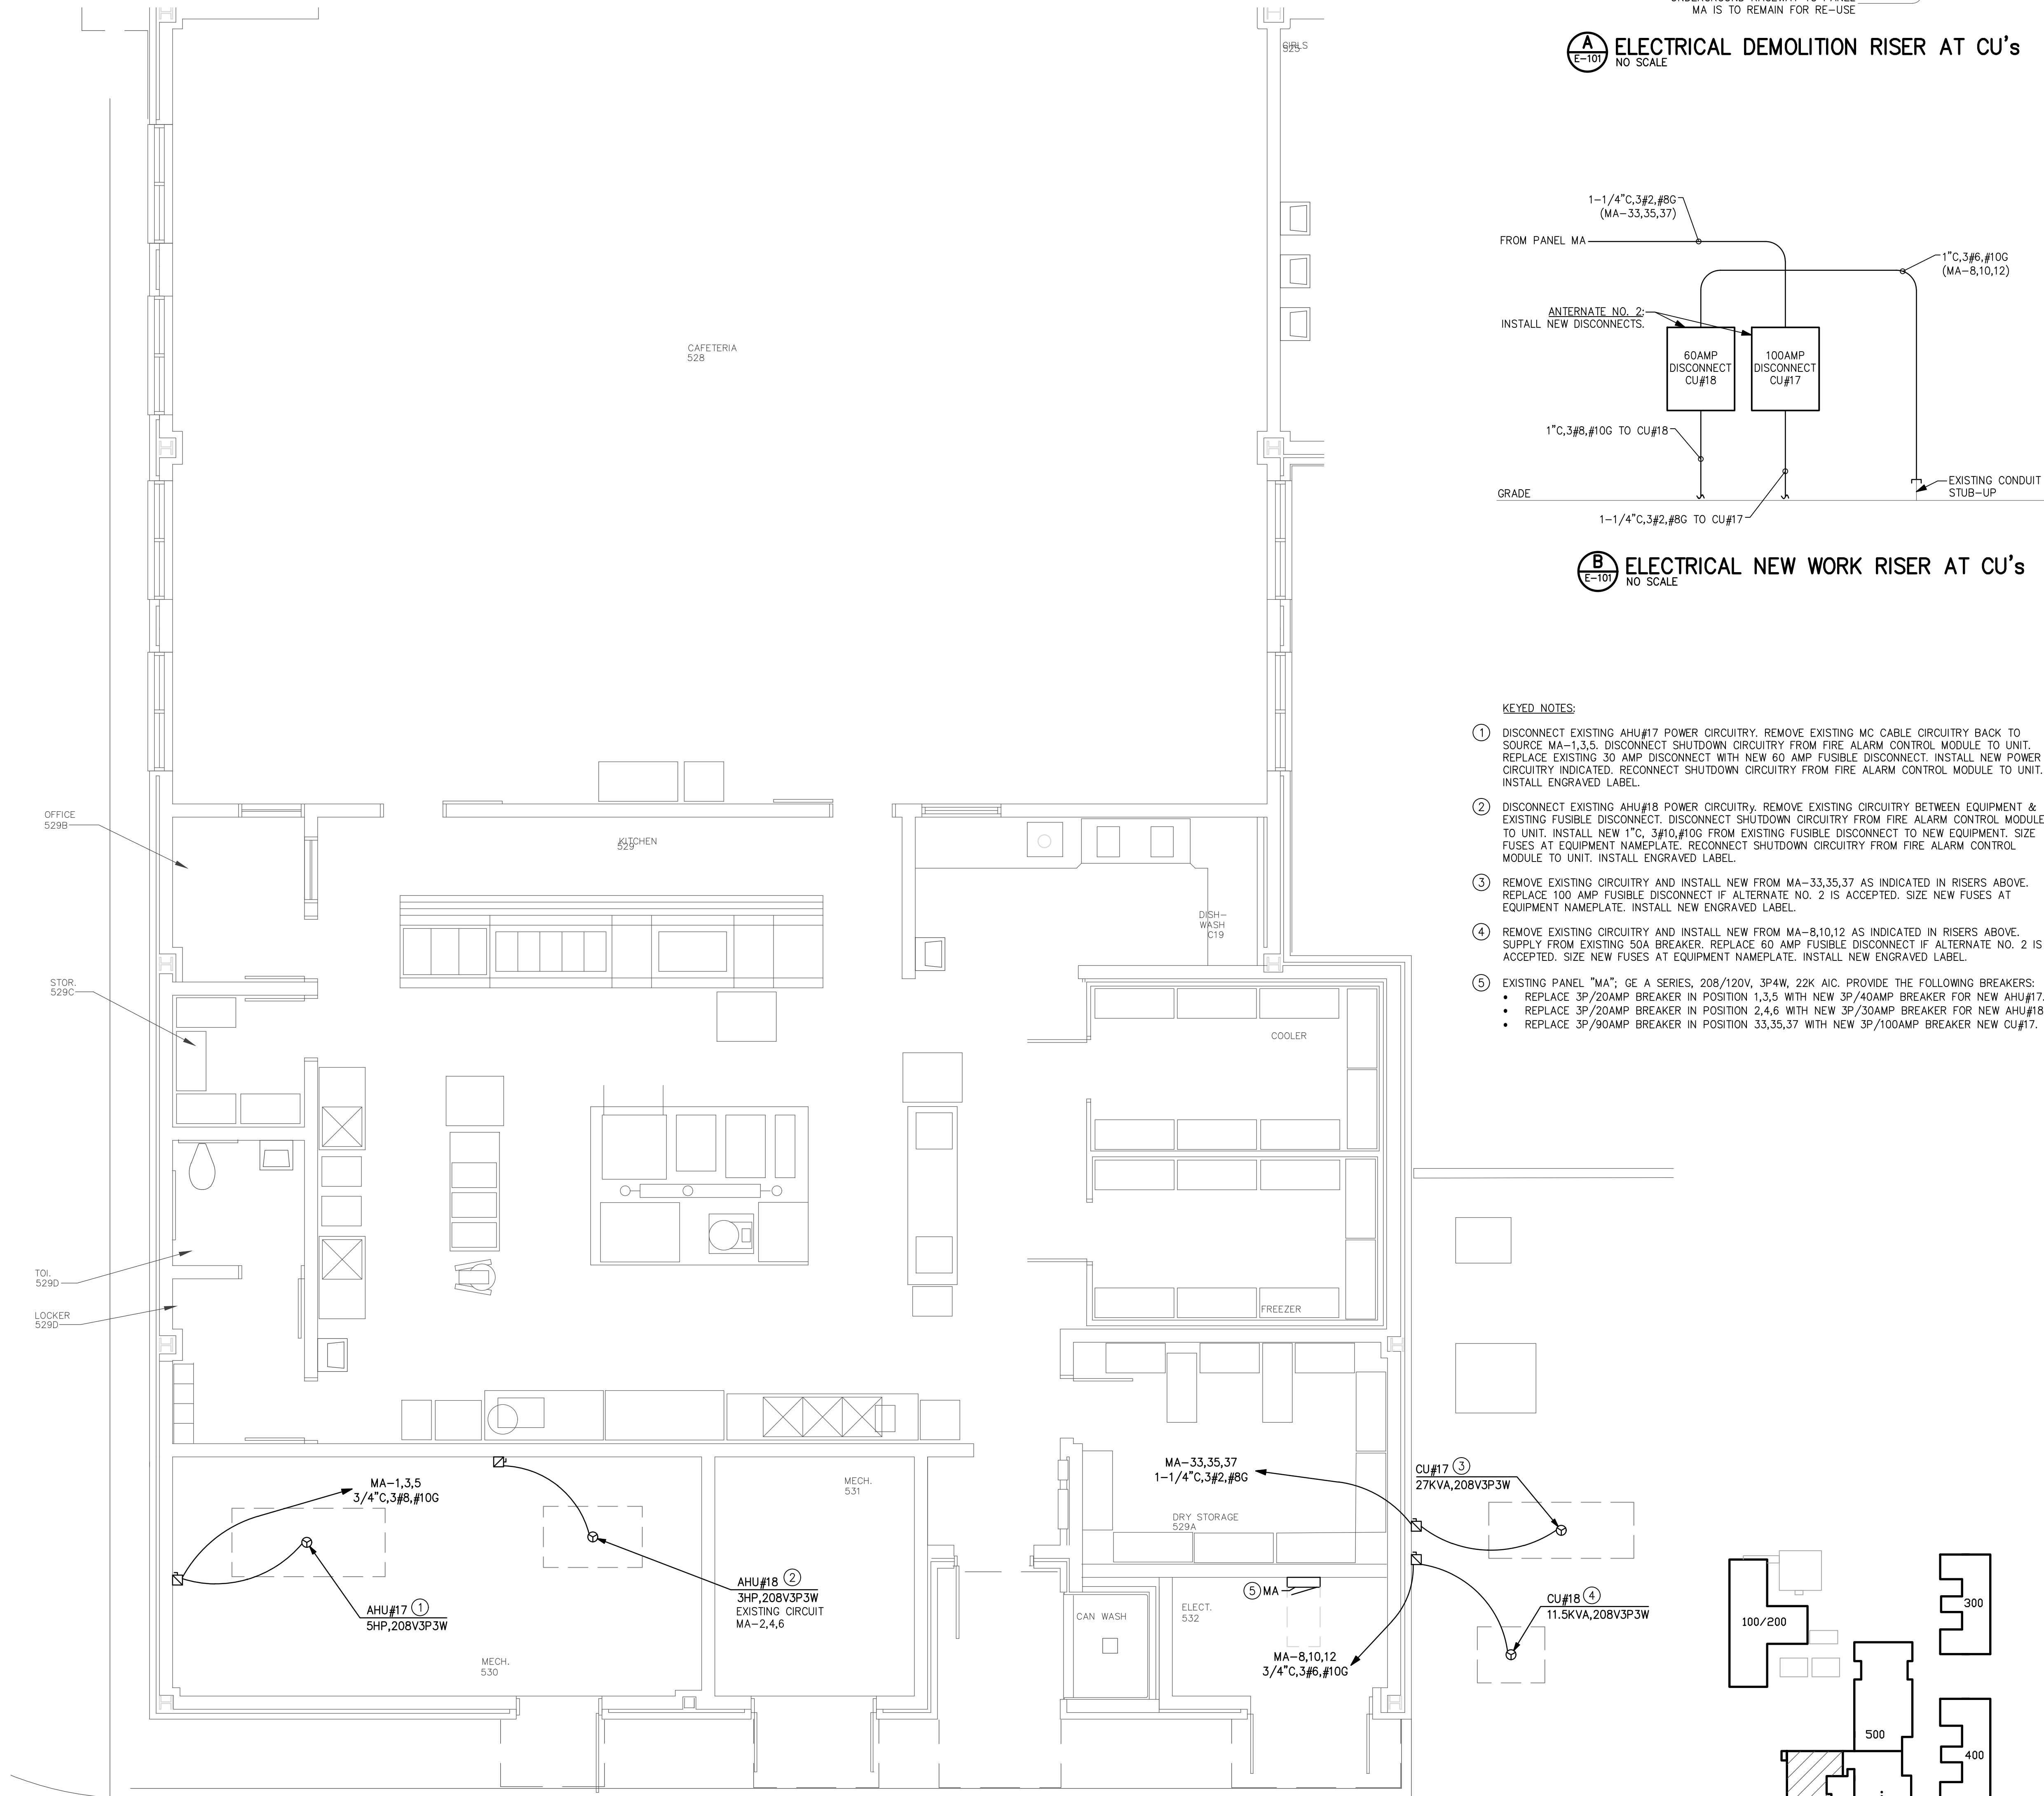 MA IS TO REMAIN FOR RE-USE
A
E-101
ELECTRICAL DEMOLITION RISER AT CU's
NO SCALE
GIRLS
525
1-1/4"C,3#2,#8G
(MA-33,35,37)
FROM PANEL MA
1"C,3#6,#10G
(MA-8,10,12)
ANTERNATE NO. 2:
INSTALL NEW DISCONNECTS.
60AMP
DISCONNECT
CU#18
100AMP
DISCONNECT
CU#17
1"C,3#8,#10G TO CU#18
EXISTING CONDUIT
STUB-UP
GRADE
1-1/4"C,3#2,#8G TO CU#17
B
E-101
ELECTRICAL NEW WORK RISER AT CU's
NO SCALE
CAFETERIA
528
KEYED NOTES:
1 DISCONNECT EXISTING AHU#17 POWER CIRCUITRY. REMOVE EXISTING MC CABLE CIRCUITRY BACK TO
SOURCE MA-1,3,5. DISCONNECT SHUTDOWN CIRCUITRY FROM FIRE ALARM CONTROL MODULE TO UNIT.
REPLACE EXISTING 30 AMP DISCONNECT WITH NEW 60 AMP FUSIBLE DISCONNECT. INSTALL NEW POWER
CIRCUITRY INDICATED. RECONNECT SHUTDOWN CIRCUITRY FROM FIRE ALARM CONTROL MODULE TO UNIT.
INSTALL ENGRAVED LABEL.
2 DISCONNECT EXISTING AHU#18 POWER CIRCUITRy. REMOVE EXISTING CIRCUITRY BETWEEN EQUIPMENT &
EXISTING FUSIBLE DISCONNECT. DISCONNECT SHUTDOWN CIRCUITRY FROM FIRE ALARM CONTROL MODULE
TO UNIT. INSTALL NEW 1"C, 3#10,#10G FROM EXISTING FUSIBLE DISCONNECT TO NEW EQUIPMENT. SIZE
FUSES AT EQUIPMENT NAMEPLATE. RECONNECT SHUTDOWN CIRCUITRY FROM FIRE ALARM CONTROL
MODULE TO UNIT. INSTALL ENGRAVED LABEL.
3 REMOVE EXISTING CIRCUITRY AND INSTALL NEW FROM MA-33,35,37 AS INDICATED IN RISERS ABOVE.
REPLACE 100 AMP FUSIBLE DISCONNECT IF ALTERNATE NO. 2 IS ACCEPTED. SIZE NEW FUSES AT
EQUIPMENT NAMEPLATE. INSTALL NEW ENGRAVED LABEL.
4 REMOVE EXISTING CIRCUITRY AND INSTALL NEW FROM MA-8,10,12 AS INDICATED IN RISERS ABOVE.
SUPPLY FROM EXISTING 50A BREAKER. REPLACE 60 AMP FUSIBLE DISCONNECT IF ALTERNATE NO. 2 IS
ACCEPTED. SIZE NEW FUSES AT EQUIPMENT NAMEPLATE. INSTALL NEW ENGRAVED LABEL.
5 EXISTING PANEL "MA"; GE A SERIES, 208/120V, 3P4W, 22K AIC. PROVIDE THE FOLLOWING BREAKERS:
• REPLACE 3P/20AMP BREAKER IN POSITION 1,3,5 WITH NEW 3P/40AMP BREAKER FOR NEW AHU#17.
• REPLACE 3P/20AMP BREAKER IN POSITION 2,4,6 WITH NEW 3P/30AMP BREAKER FOR NEW AHU#18
• REPLACE 3P/90AMP BREAKER IN POSITION 33,35,37 WITH NEW 3P/100AMP BREAKER NEW CU#17.
OFFICE
529B
KITCHEN
529
DISH-
WASH
C19
STOR.
529C
COOLER
TOI.
529D
LOCKER
529D
FREEZER
MA-1,3,5
3/4"C,3#8,#10G
MECH.
531
MA-33,35,37
1-1/4"C,3#2,#8G
CU#17 3
27KVA,208V3P3W
DRY STORAGE
529A
AHU#17 1
5HP,208V3P3W
AHU#18 2
3HP,208V3P3W
EXISTING CIRCUIT
MA-2,4,6
5 MA
CAN WASH
ELECT.
532
CU#18 4
11.5KVA,208V3P3W
MECH.
530
MA-8,10,12
3/4"C,3#6,#10G
100/200
300
500
400